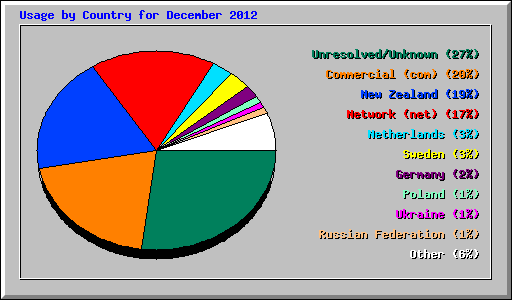 Usage by Country for December 2012
Unresolved/Unknown (27%)
Commercial (com) (20%)
New Zealand (19%)
Network (net) (17%)
Netherlands (3%)
Sweden (3%)
Germany (2%)
Poland (1%)
Ukraine (1%)
Russian Federation (1%)
Other (6%)